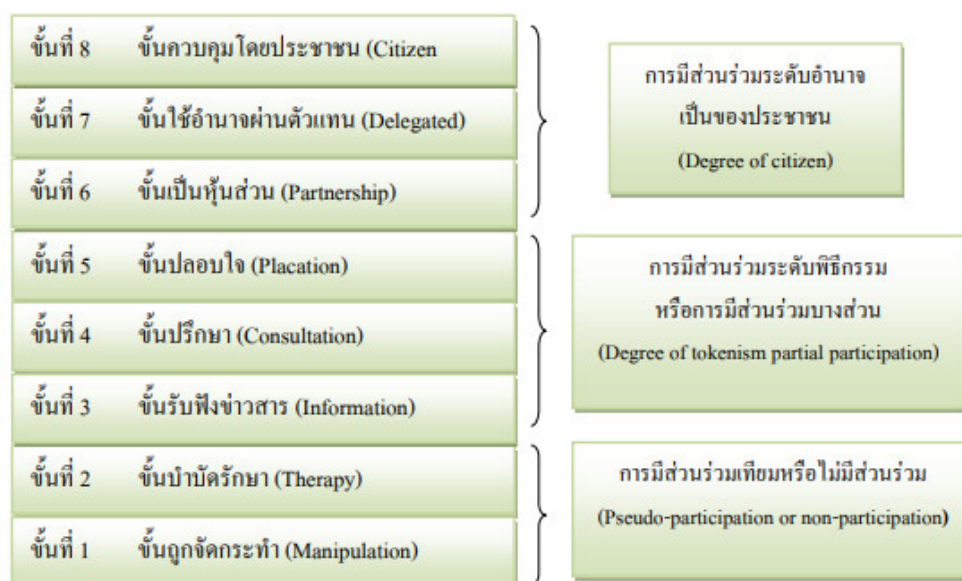 ขั้นที่ 8 ขั้นควบคุมโดยประชาชน (Citizen
ขั้นที่ 7 ขั้นใช้อำนาจผ่านตัวแทน (Delegated)
ขั้นที่ 6 ขั้นเป็นหุ้นส่วน (Partnership)
การมีส่วนร่วมระดับอำนาจ
เป็นของประชาชน
(Degree of citizen)
ขั้นที่ 5 ขั้นปลอบใจ (Placation)
ขั้นที่ 4 ขั้นปรึกษา (Consultation)
ขั้นที่ 3 ขั้นรับฟังข่าวสาร (Information)
การมีส่วนร่วมระดับพิธีกรรม
หรือการมีส่วนร่วมบางส่วน
(Degree of tokenism partial participation)
ขั้นที่ 2 ขั้นบำบัดรักษา (Therapy)
ขั้นที่ 1 ขั้นถูกจัดกระทำ (Manipulation)
การมีส่วนร่วมเทียมหรือไม่มีส่วนร่วม
(Pseudo-participation or non-participation)